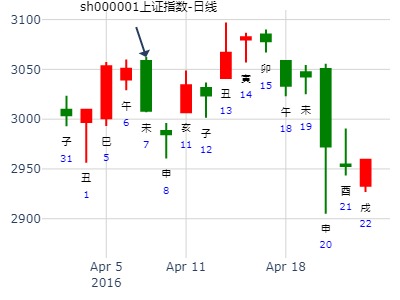 sh000001上证指数-日线
3100
3050
3000
2950
2900
子
31
丑
1
巳
5
午
6
未
7
申
8
亥
11
子
12
丑
13
寅
14
卯
15
午
18
未
19
申
20
酉
21
戌
22
Apr 5
2016
Apr 11
Apr 18